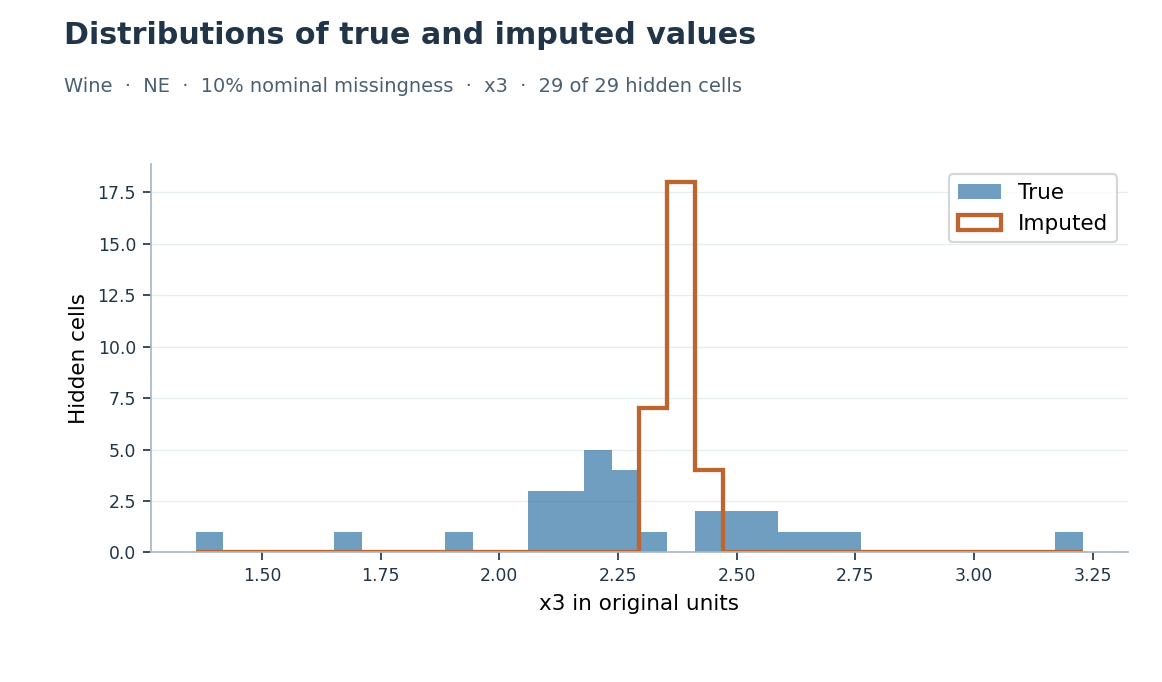 Distributions of true and imputed values
Wine · NE · 10% nominal missingness · x3 · 29 of 29 hidden cells
True
Imputed
Hidden cells
17.5
15.0
12.5
10.0
7.5
5.0
2.5
0.0
1.50 1.75 2.00 2.25 2.50 2.75 3.00 3.25
x3 in original units